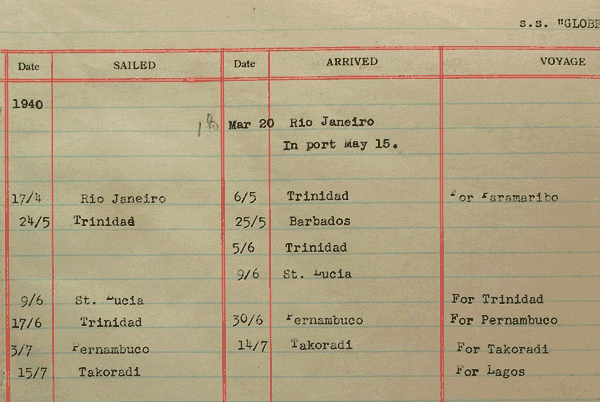 s.s. "GLOBE
Date SAILED Date ARRIVED VOYAGE
1940
Mar 20 Rio Janeiro
In port May 15.
17/4 Rio Janeiro 6/5 Trinidad For Paramaribo
24/5 Trinidad 25/5 Barbados
5/6 Trinidad
9/6 St. Lucia
9/6 St. Lucia For Trinidad
17/6 Trinidad 30/6 Pernambuco For Pernambuco
3/7 Pernambuco 14/7 Takoradi For Takoradi
15/7 Takoradi For Lagos